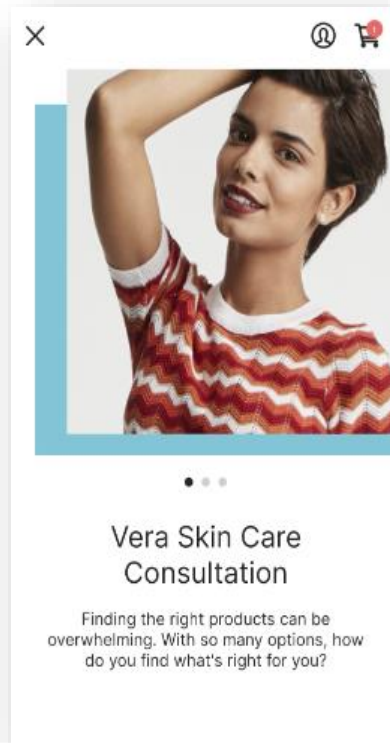 Vera Skin Care
Consultation
Finding the right products can be
overwhelming. With so many options, how
do you find what's right for you?